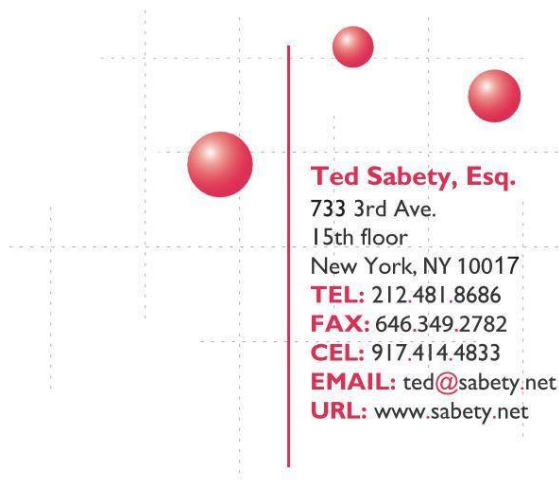 Ted Sabety, Esq.
733 3rd Ave.
15th floor
New York, NY 10017
TEL: 212.481.8686
FAX: 646.349.2782
CEL: 917.414.4833
EMAIL: ted@sabety.net
URL: www.sabety.net